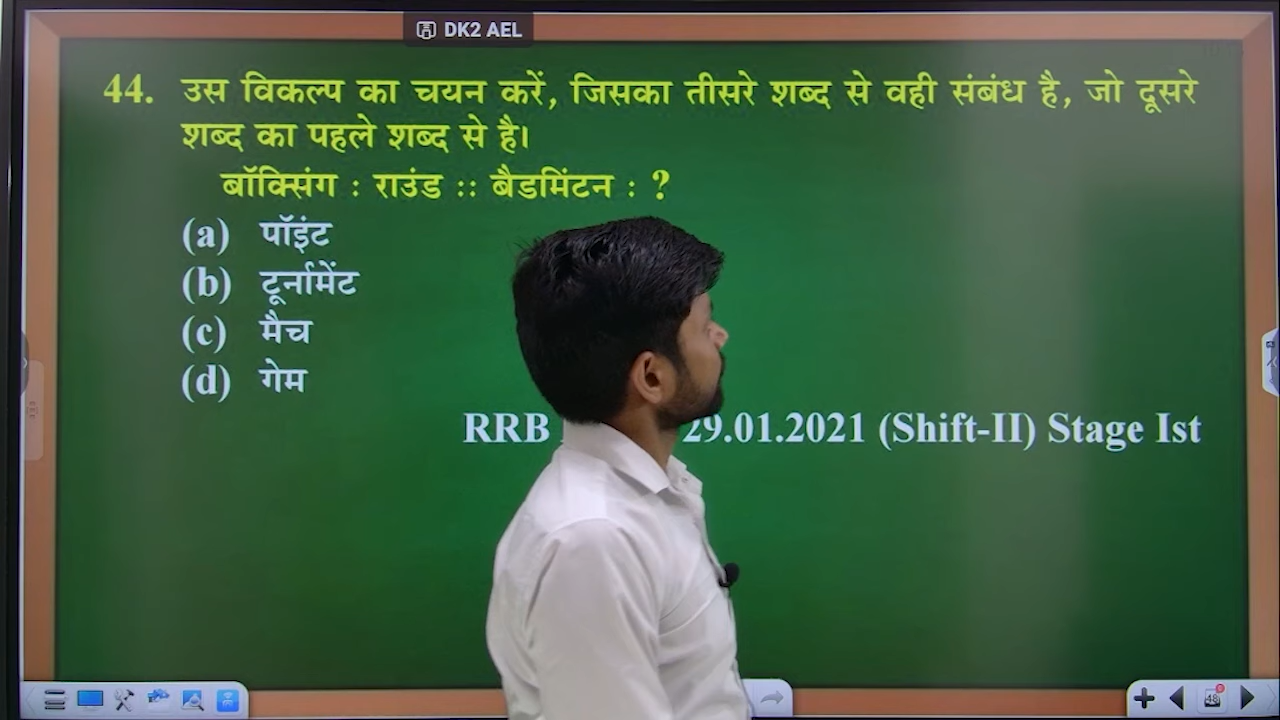 DK2 AEL
44. उस विकल्प का चयन करें, जिसका तीसरे शब्द से वही संबंध है, जो दूसरे
शब्द का पहले शब्द से है।
बॉक्सिंग : राउंड :: बैडमिंटन : ?
(a) पॉइंट
(b) टूर्नामेंट
(c) मैच
(d) गेम
RRB 29.01.2021 (Shift-II) Stage Ist
48